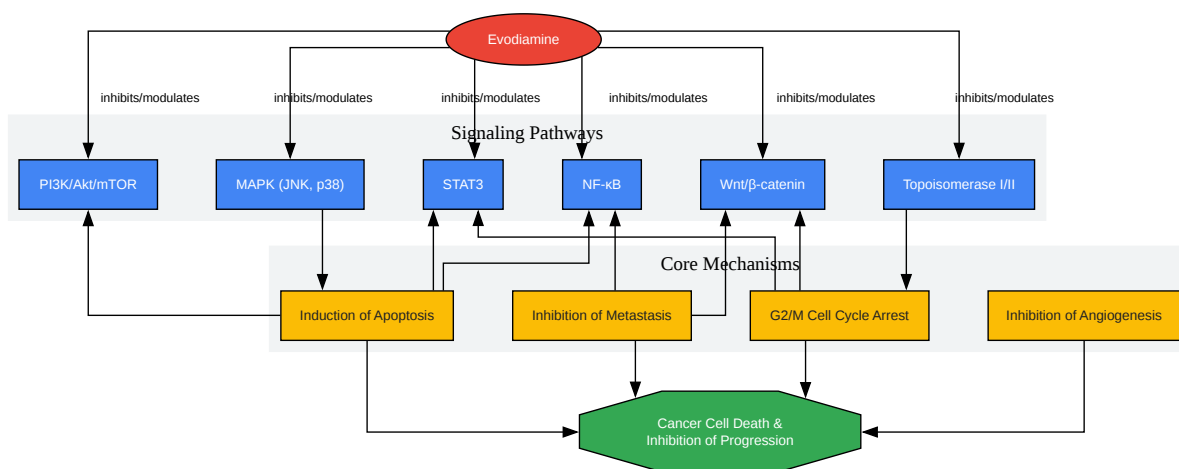 Evodiamine
inhibits/modulates
inhibits/modulates
inhibits/modulates
inhibits/modulates
inhibits/modulates
inhibits/modulates
Signaling Pathways
PI3K/Akt/mTOR
MAPK (JNK, p38)
STAT3
NF-κB
Wnt/β-catenin
Topoisomerase I/II
Core Mechanisms
Induction of Apoptosis
Inhibition of Metastasis
G2/M Cell Cycle Arrest
Inhibition of Angiogenesis
Cancer Cell Death &
Inhibition of Progression